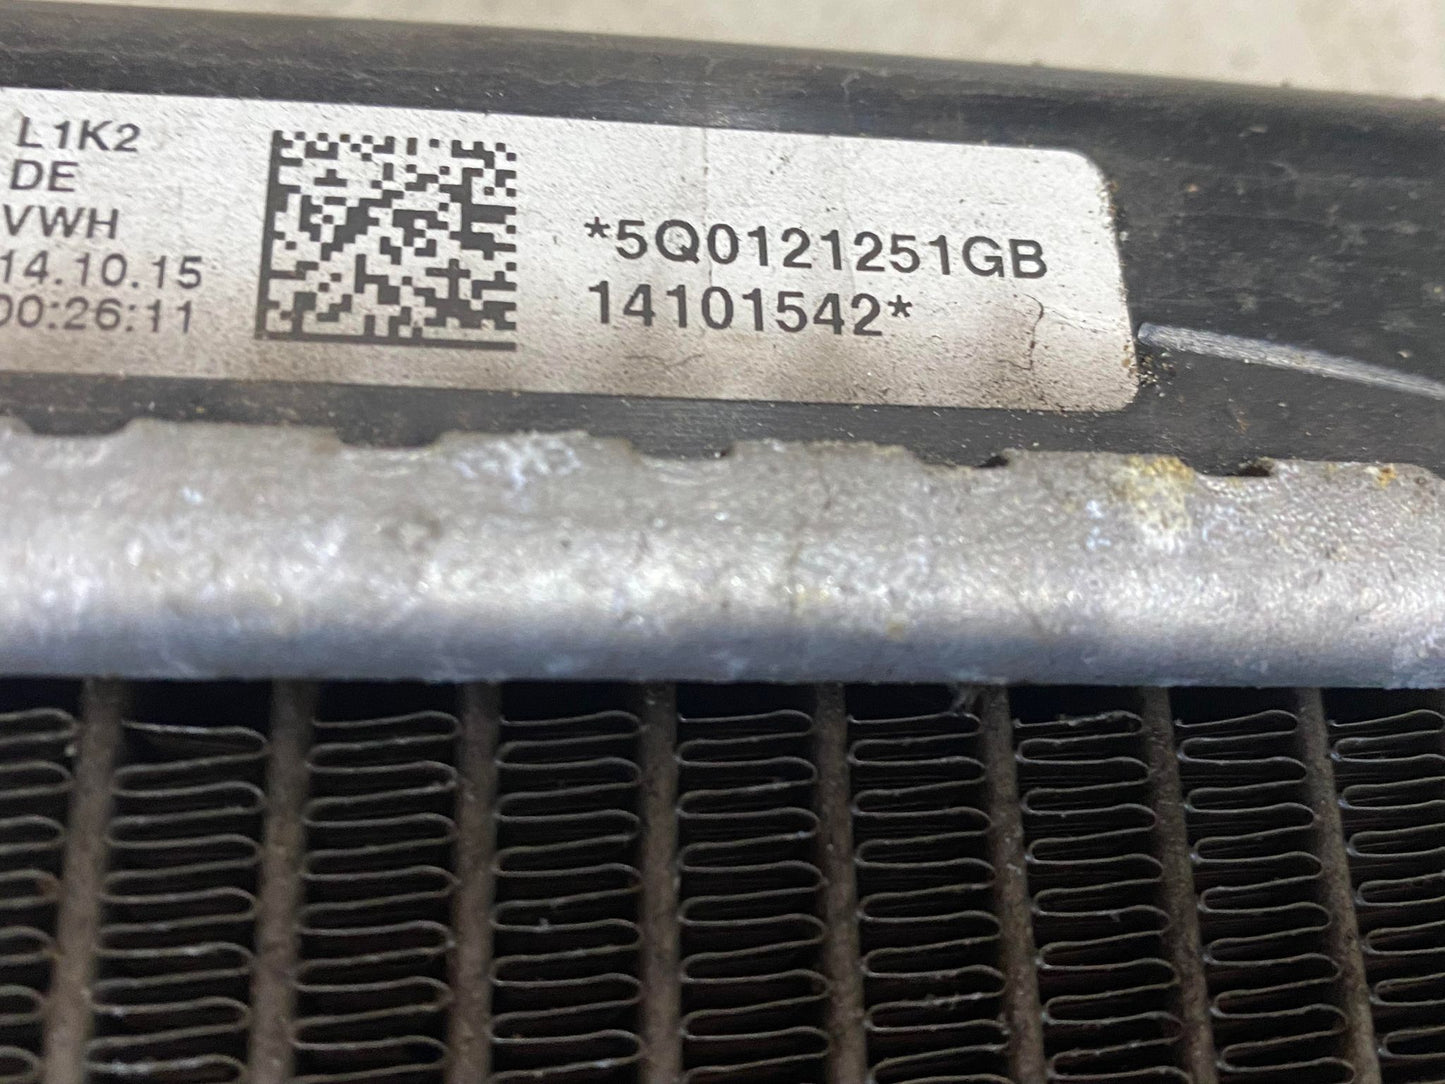 L1K2
DE
VWH
14.10.15
00:26:11
*5Q0121251GB
14101542*